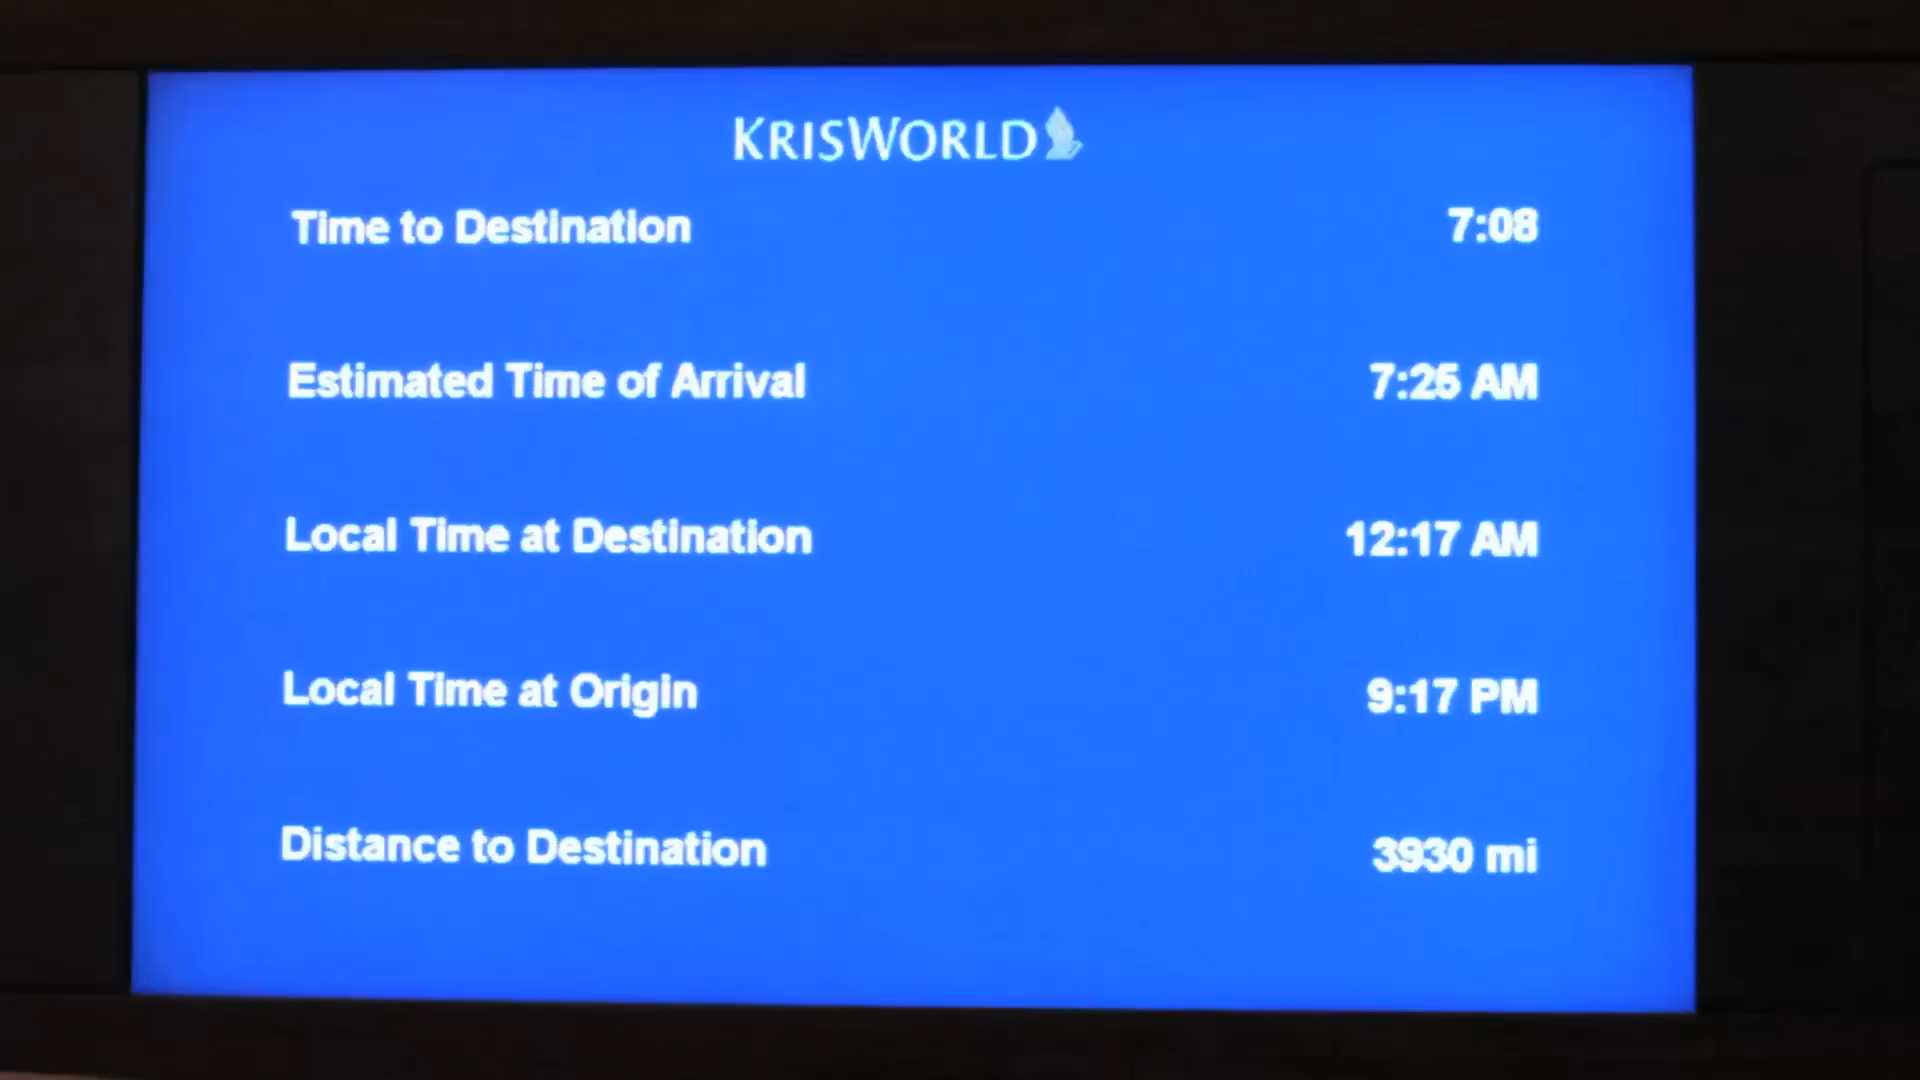 KRISWORLD
Time to Destination 7:08
Estimated Time of Arrival 7:25 AM
Local Time at Destination 12:17 AM
Local Time at Origin 9:17 PM
Distance to Destination 3930 mi